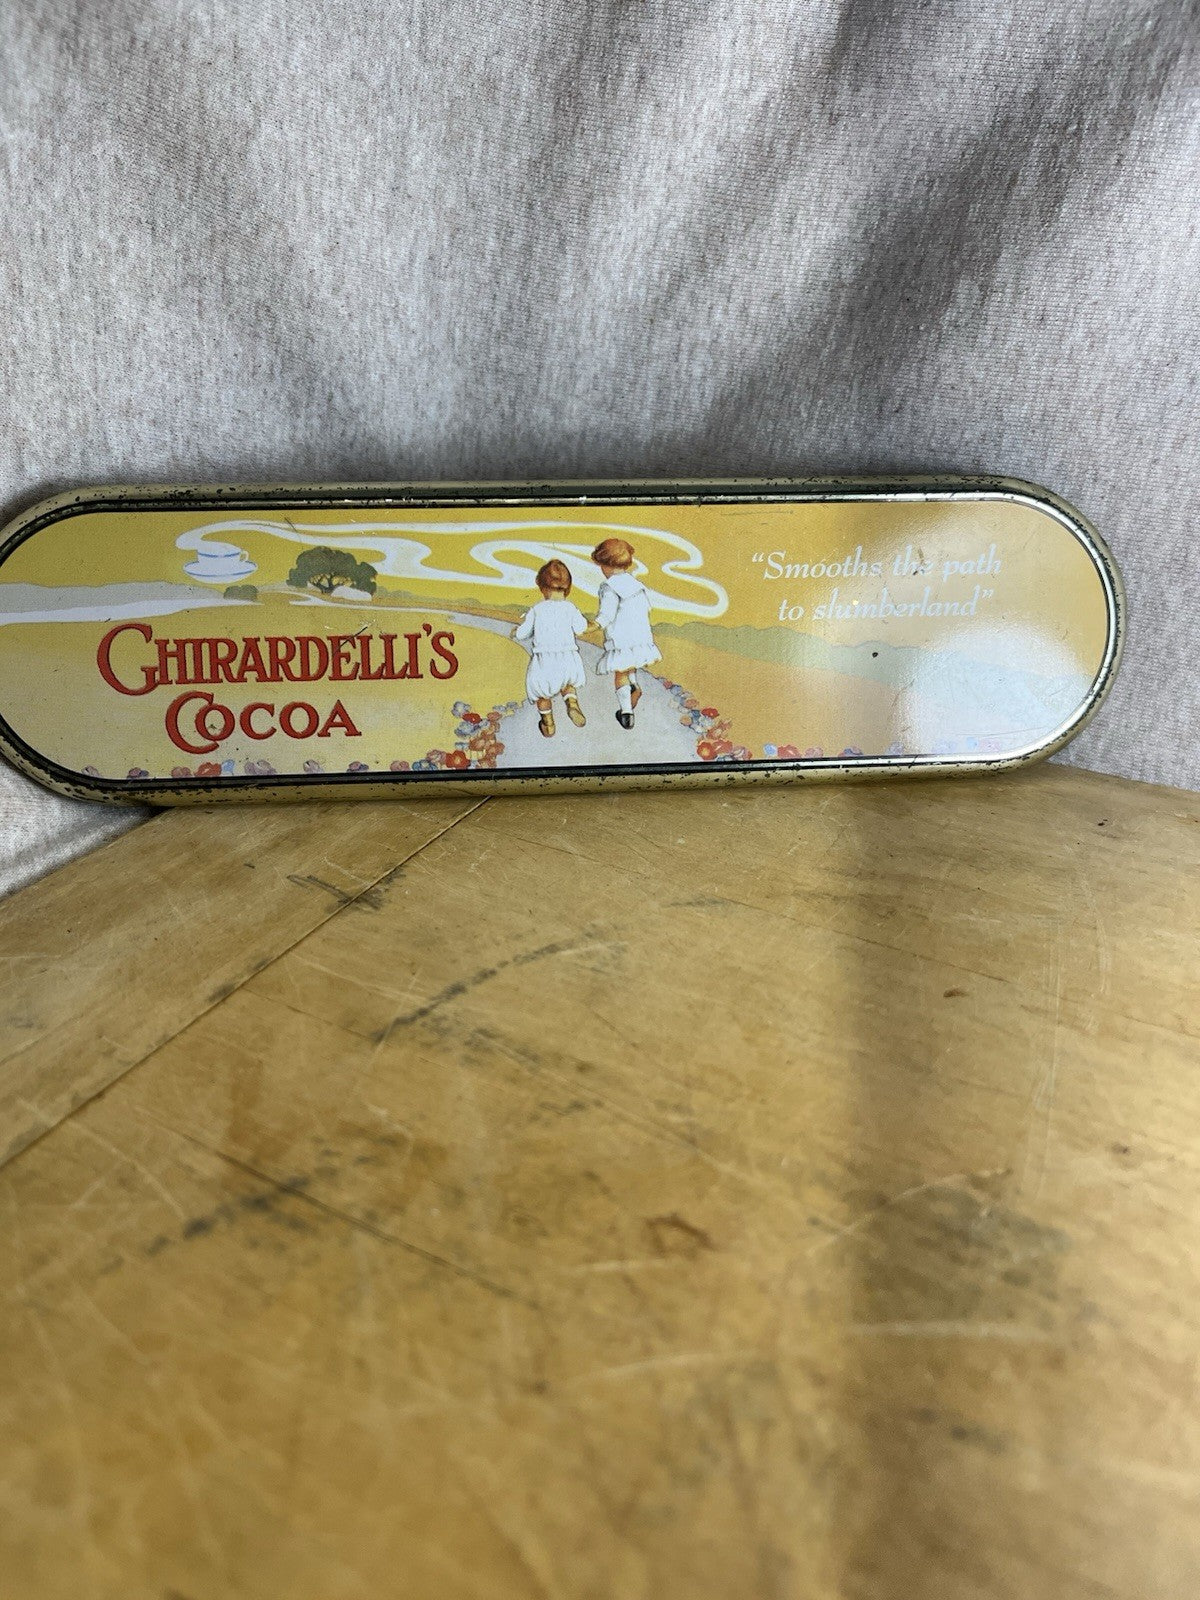 GHIRARDELLI'S
COCOA
"Smooths the path
to slumberland"